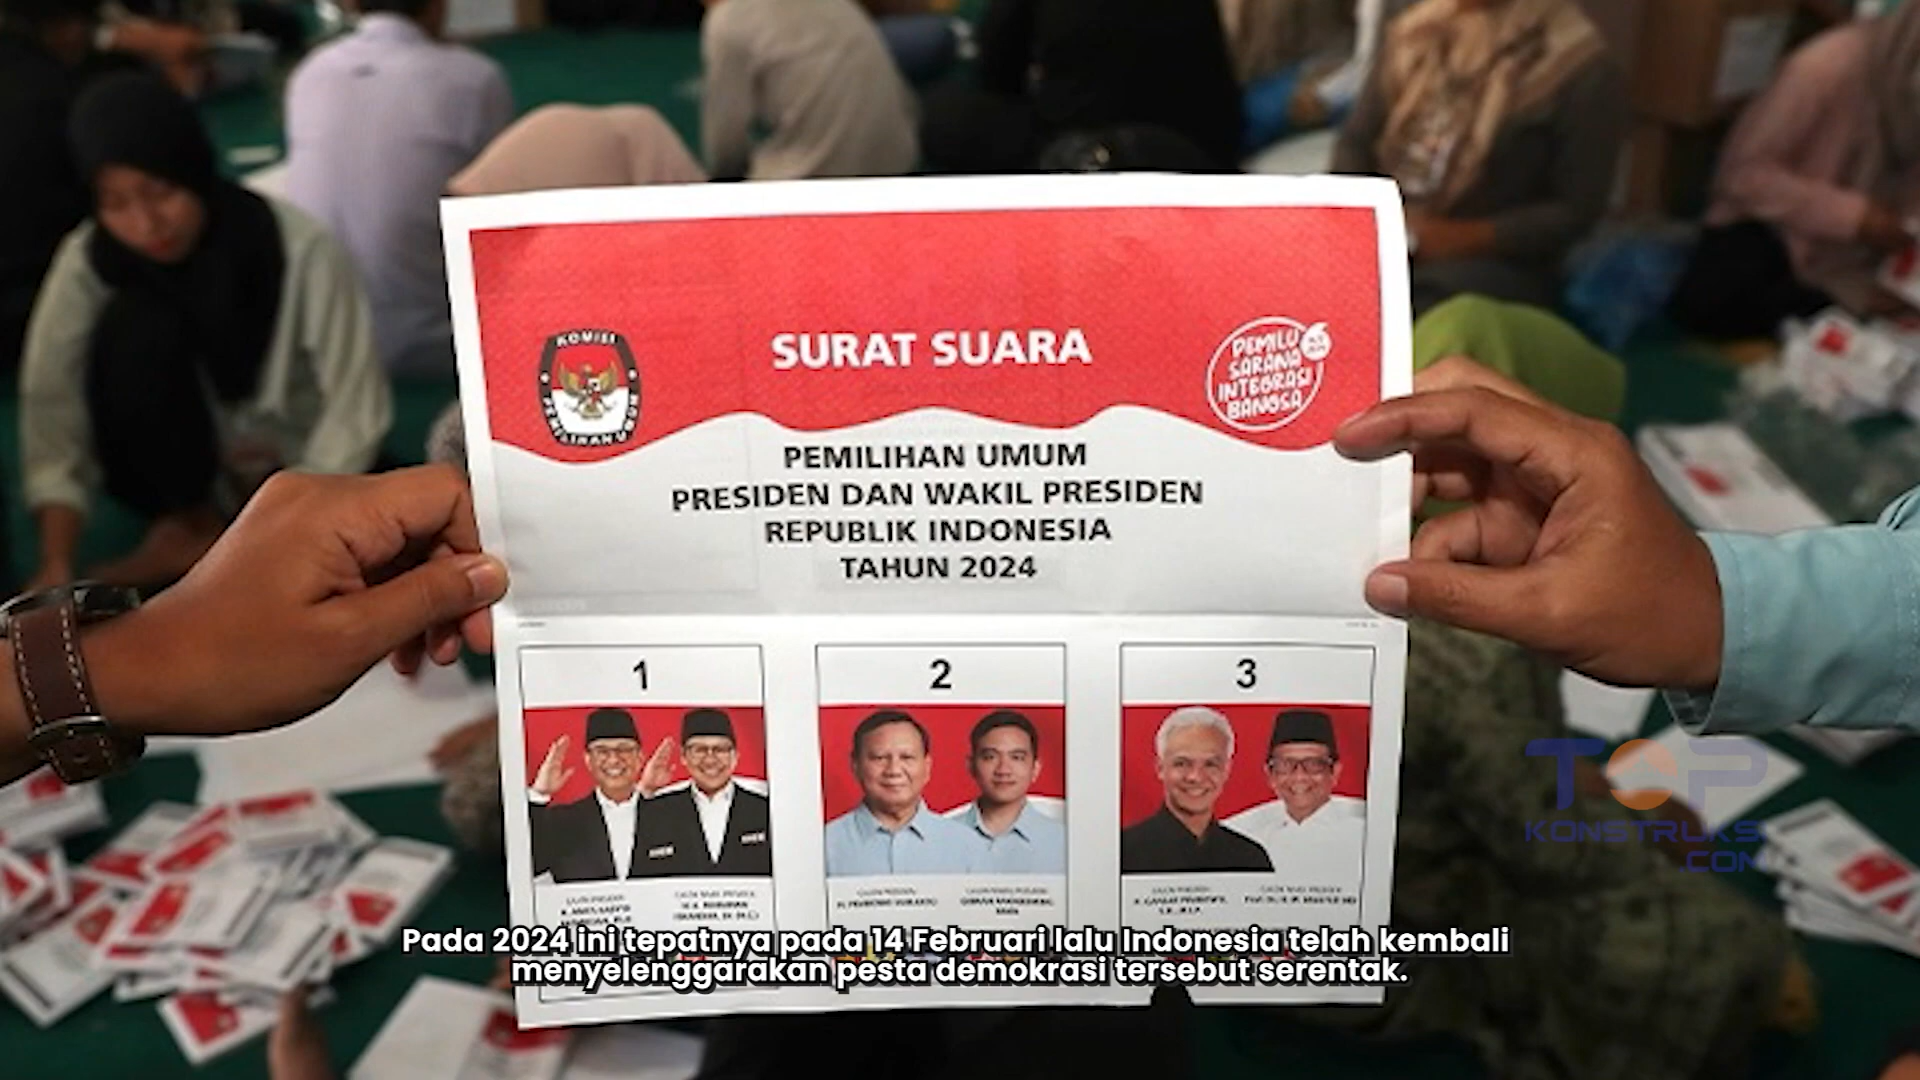 SURAT SUARA
KOMISI
PEMILIHAN UMUM
PEMILU
SARANA
INTEGRASI
BANGSA
PEMILIHAN UMUM
PRESIDEN DAN WAKIL PRESIDEN
REPUBLIK INDONESIA
TAHUN 2024
1
2
3
TOP
KONSTRUKSI
.COM
Pada 2024 ini tepatnya pada 14 Februari lalu Indonesia telah kembali
menyelenggarakan pesta demokrasi tersebut serentak.